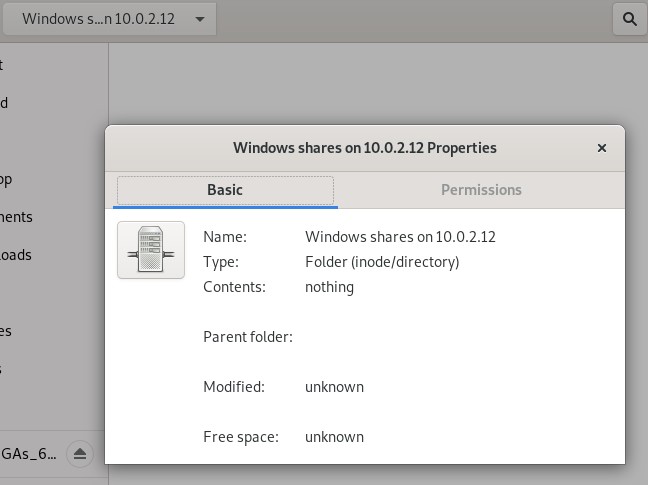 Windows s...n 10.0.2.12
t
d
op
ments
oads
es
s
GAs_6...
Windows shares on 10.0.2.12 Properties
Basic
Permissions
Name: Windows shares on 10.0.2.12
Type: Folder (inode/directory)
Contents: nothing
Parent folder:
Modified: unknown
Free space: unknown